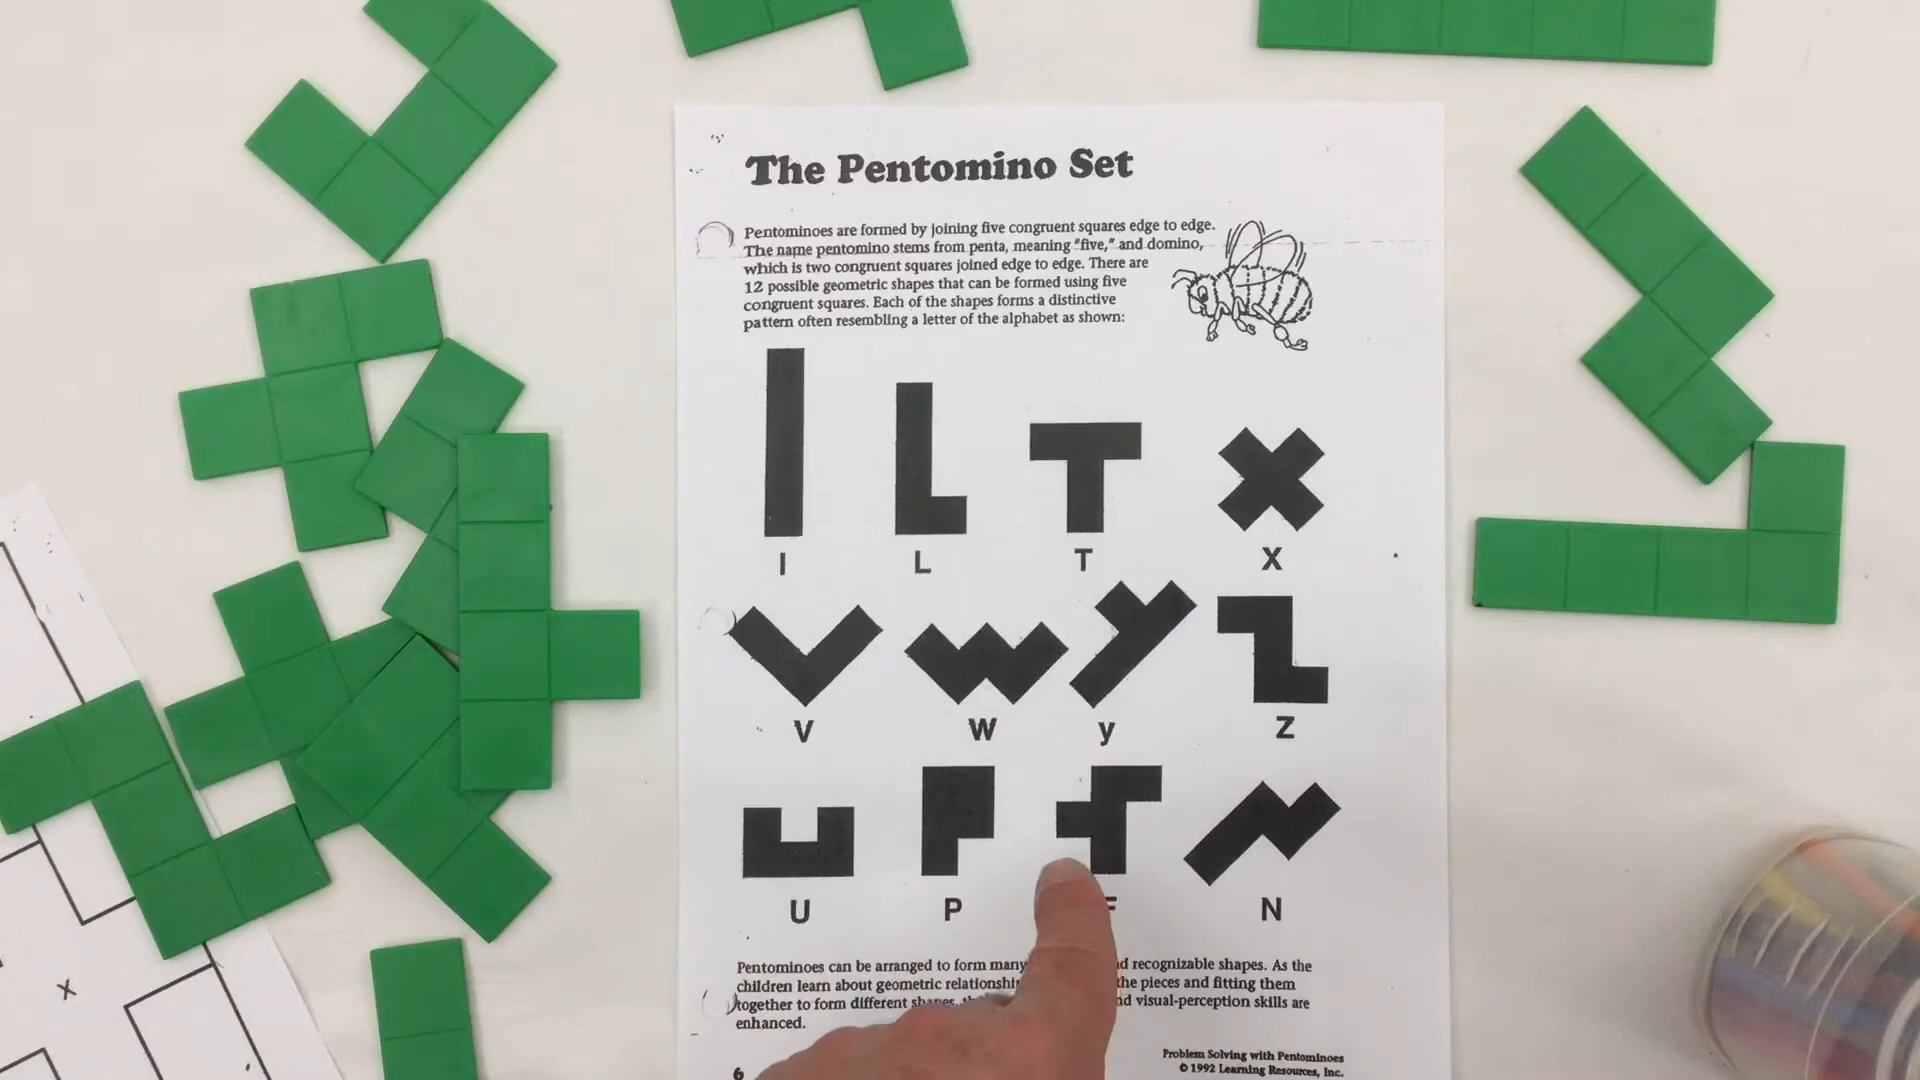 The Pentomino Set
Pentominoes are formed by joining five congruent squares edge to edge.
The name pentomino stems from penta, meaning "five," and domino,
which is two congruent squares joined edge to edge. There are
12 possible geometric shapes that can be formed using five
congruent squares. Each of the shapes forms a distinctive
pattern often resembling a letter of the alphabet as shown:
I L T X
V W y Z
U P F N
Pentominoes can be arranged to form many recognizable shapes. As the
children learn about geometric the pieces and fitting them
together to form different visual-perception skills are
enhanced.
Problem Solving with Pentominoes
6 © 1992 Learning Resources, Inc.
X